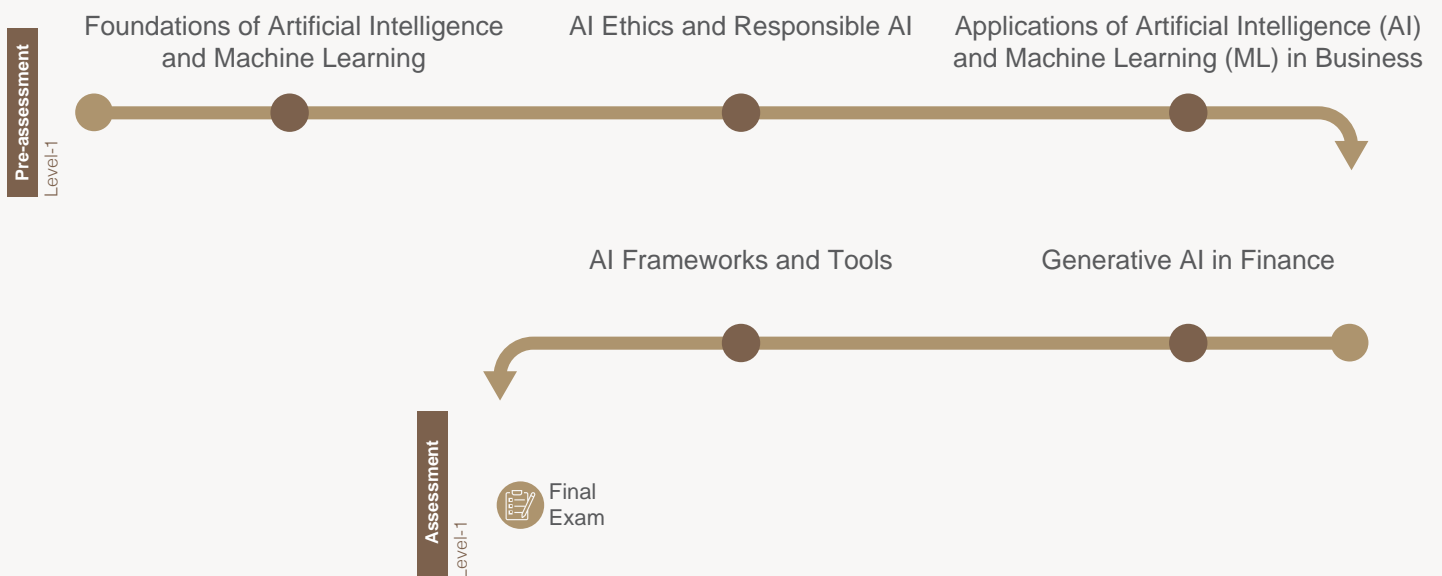 Foundations of Artificial Intelligence
and Machine Learning
AI Ethics and Responsible AI
Applications of Artificial Intelligence (AI)
and Machine Learning (ML) in Business
Pre-assessment
Level-1
AI Frameworks and Tools
Generative AI in Finance
Assessment
Level-1
Final
Exam